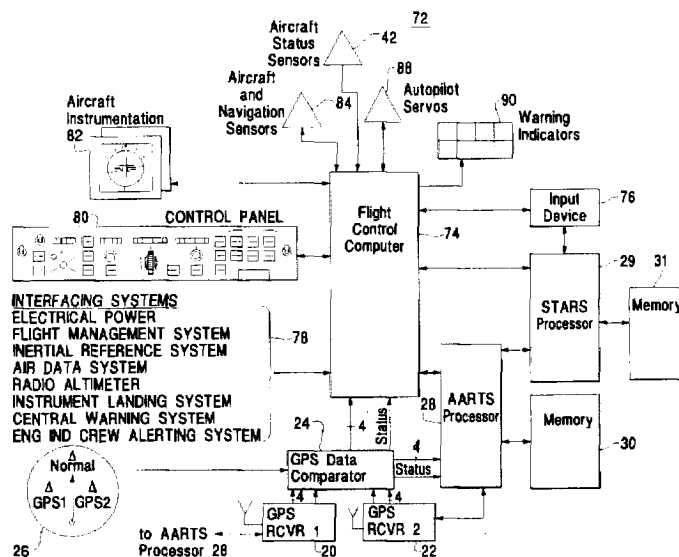 Aircraft
Status
Sensors
42
72
Aircraft
and
Navigation
Sensors
84
88
Autopilot
Servos
90
Warning
Indicators
Aircraft
Instrumentation
82
80
CONTROL PANEL
Flight
Control
Computer
74
Input
Device
76
29
31
STARS
Processor
Memory
INTERFACING SYSTEMS
ELECTRICAL POWER
FLIGHT MANAGEMENT SYSTEM
INERTIAL REFERENCE SYSTEM
AIR DATA SYSTEM
RADIO ALTIMETER
INSTRUMENT LANDING SYSTEM
CENTRAL WARNING SYSTEM
ENG IND CREW ALERTING SYSTEM
78
28
AARTS
Processor
Memory
30
24
4
Status
GPS Data
Comparator
4
Status
Normal
GPS1 GPS2
26
4
4
to AARTS
Processor 28
GPS
RCVR 1
20
GPS
RCVR 2
22